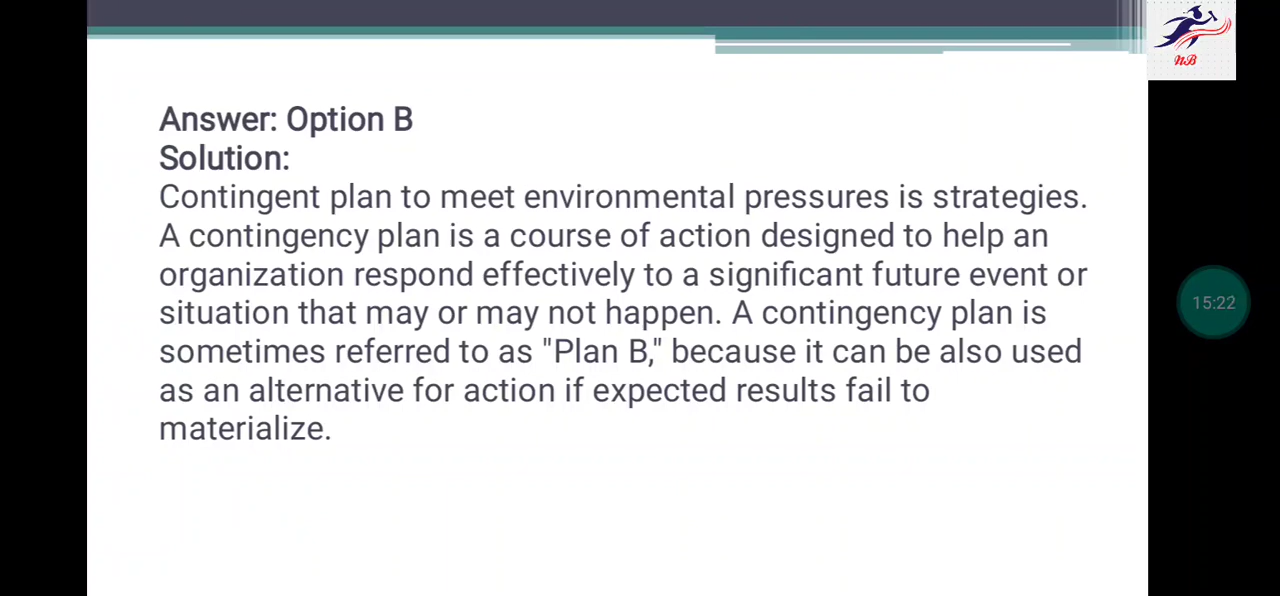 NB
Answer: Option B
Solution:
Contingent plan to meet environmental pressures is strategies.
A contingency plan is a course of action designed to help an
organization respond effectively to a significant future event or
situation that may or may not happen. A contingency plan is
sometimes referred to as "Plan B," because it can be also used
as an alternative for action if expected results fail to
materialize.
15:22